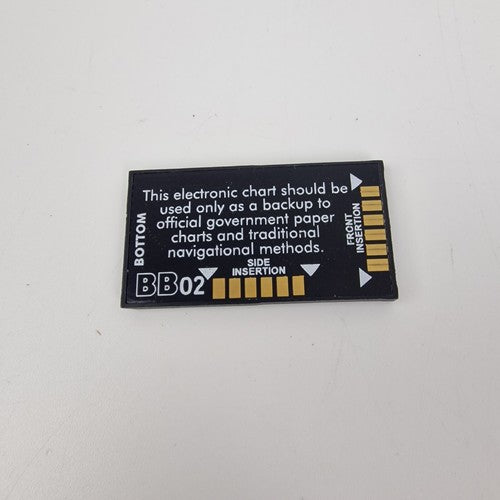 This electronic chart should be
used only as a backup to
official government paper
charts and traditional
navigational methods.
BOTTOM
BB02
SIDE
INSERTION
FRONT
INSERTION